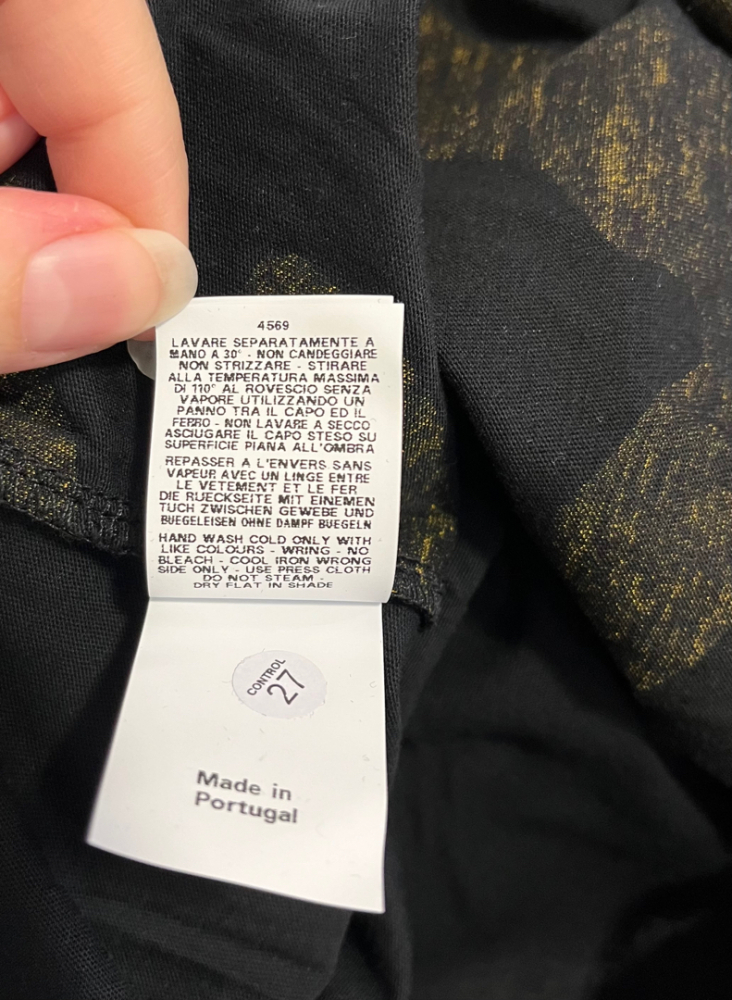 4569
LAVARE SEPARATAMENTE A
MANO A 30° - NON CANDEGGIARE
NON STRIZZARE - STIRARE
ALLA TEMPERATURA MASSIMA
DI 110° AL ROVESCIO SENZA
VAPORE UTILIZZANDO UN
PANNO TRA IL CAPO ED IL
FERRO - NON LAVARE A SECCO
ASCIUGARE IL CAPO STESO SU
SUPERFICIE PIANA ALL'OMBRA
REPASSER A L'ENVERS SANS
VAPEUR AVEC UN LINGE ENTRE
LE VETEMENT ET LE FER
DIE RUECKSEITE MIT EINEMEN
TUCH ZWISCHEN GEWEBE UND
BUEGELEISEN OHNE DAMPF BUEGELN
HAND WASH COLD ONLY WITH
LIKE COLOURS - WRING - NO
BLEACH - COOL IRON WRONG
SIDE ONLY - USE PRESS CLOTH
DO NOT STEAM -
DRY FLAT IN SHADE
CONTROL
27
Made in
Portugal